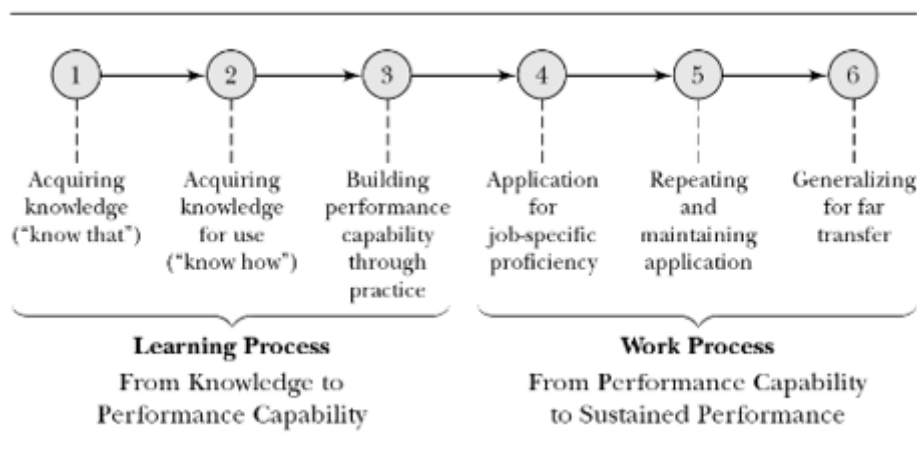 1
2
3
4
5
6
Acquiring
knowledge
("know that")
Acquiring
knowledge
for use
("know how")
Building
performance
capability
through
practice
Application
for
job-specific
proficiency
Repeating
and
maintaining
application
Generalizing
for far
transfer
Learning Process
From Knowledge to
Performance Capability
Work Process
From Performance Capability
to Sustained Performance